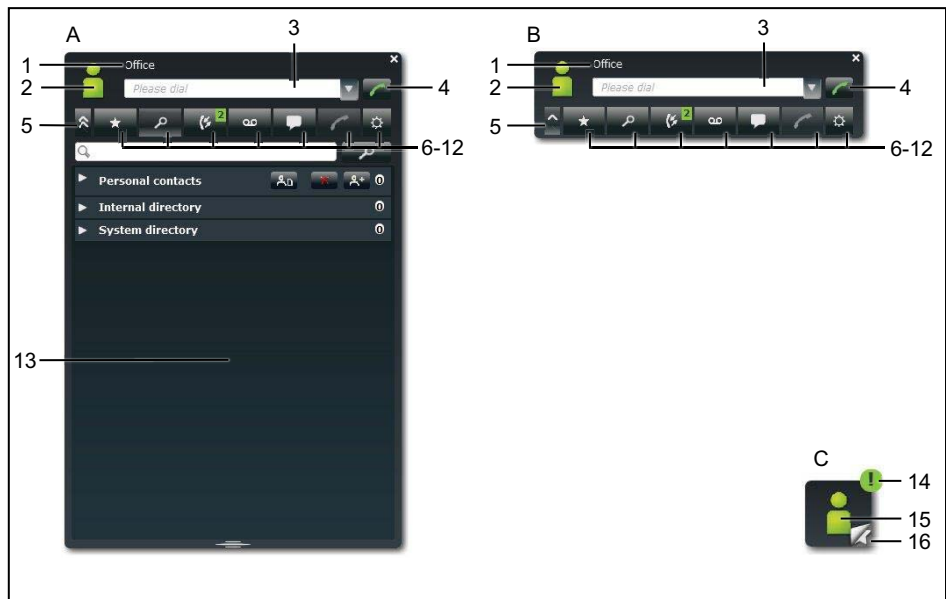 A
3
1
Office
2
Please dial
4
5
2
6-12
Personal contacts
0
Internal directory
0
System directory
0
13
B
3
1
Office
2
Please dial
4
5
2
6-12
C
!
14
15
16